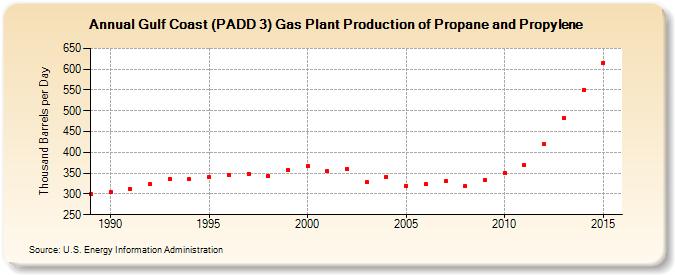 Annual Gulf Coast (PADD 3) Gas Plant Production of Propane and Propylene
Thousand Barrels per Day
650
600
550
500
450
400
350
300
250
1990 1995 2000 2005 2010 2015
Source: U.S. Energy Information Administration